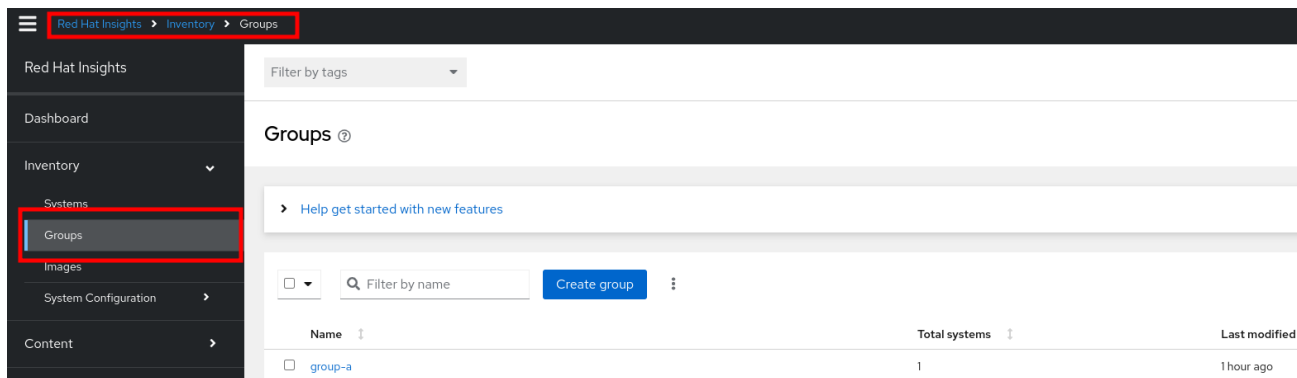 Red Hat Insights > Inventory > Groups
Red Hat Insights
Filter by tags
Dashboard
Groups
Inventory
Systems
Help get started with new features
Groups
Images
Filter by name
Create group
System Configuration
Name
Total systems
Last modified
Content
group-a
1
1 hour ago